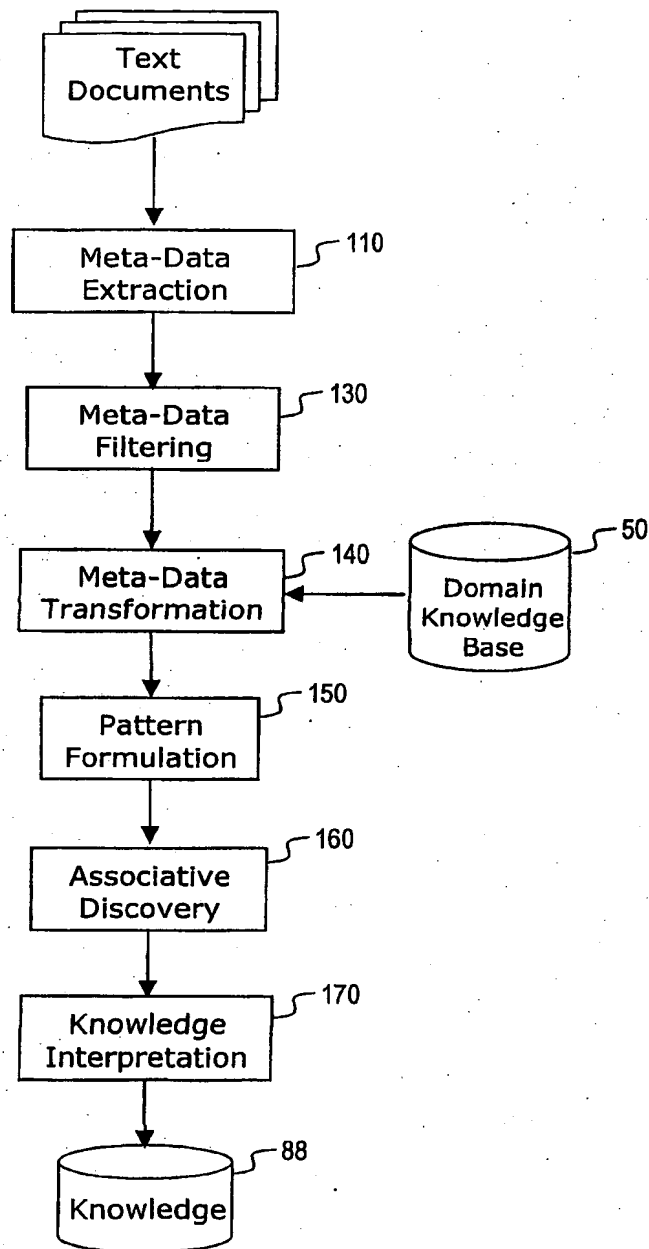 Text
Documents
Meta-Data
Extraction
110
Meta-Data
Filtering
130
Meta-Data
Transformation
140
Domain
Knowledge
Base
50
Pattern
Formulation
150
Associative
Discovery
160
Knowledge
Interpretation
170
Knowledge
88